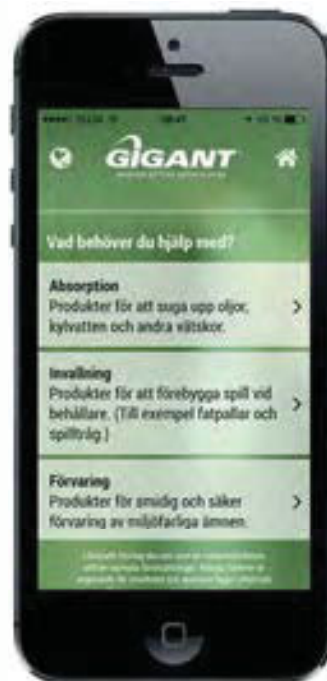 GIGANT
Vad behöver du hjälp med?
Absorption
Produkter för att suga upp oljor,
kylvatten och andra vätskor.
Invallning
Produkter för att förebygga spill vid
behållare. (Till exempel fatpallar och
spilltråg.)
Förvaring
Produkter för smidig och säker
förvaring av miljöfarliga ämnen.